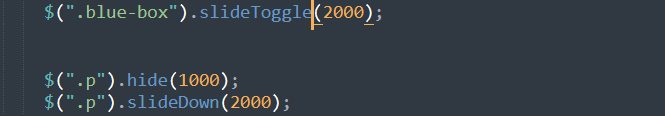 $(".blue-box").slideToggle(2000);
$(".p").hide(1000);
$(".p").slideDown(2000);